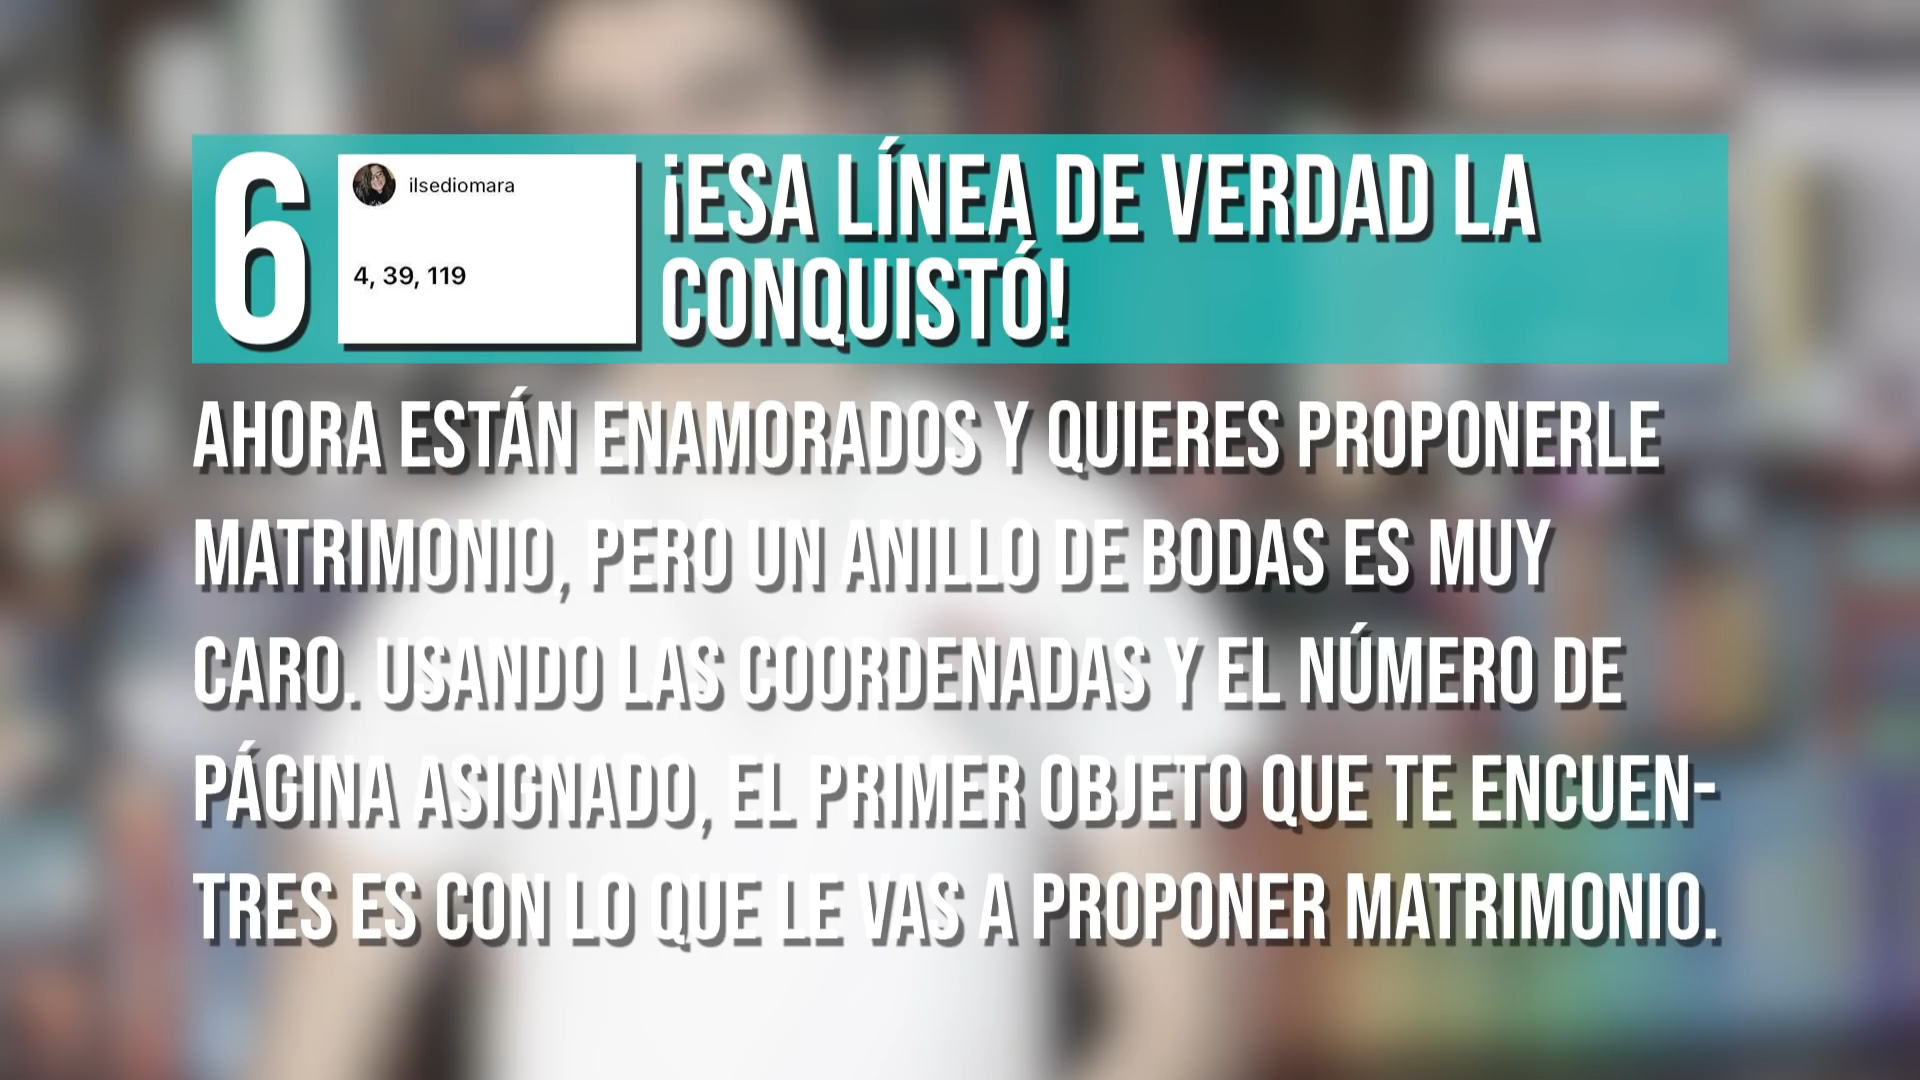 6
ilsediomara
4, 39, 119
¡ESA LÍNEA DE VERDAD LA
CONQUISTÓ!
AHORA ESTÁN ENAMORADOS Y QUIERES PROPONERLE
MATRIMONIO, PERO UN ANILLO DE BODAS ES MUY
CARO. USANDO LAS COORDENADAS Y EL NÚMERO DE
PÁGINA ASIGNADO, EL PRIMER OBJETO QUE TE ENCUEN-
TRES ES CON LO QUE LE VAS A PROPONER MATRIMONIO.